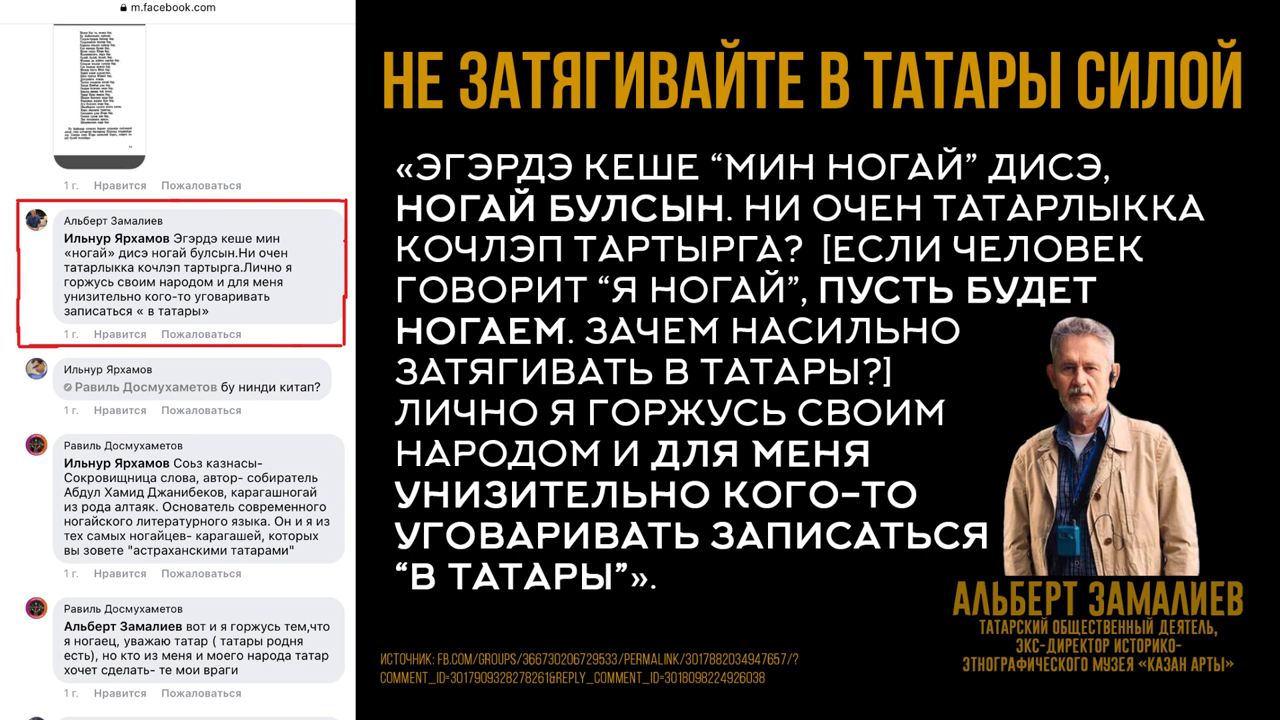 m.facebook.com
1 г. Нравится Пожаловаться
Альберт Замалиев
Ильнур Ярхамов Эгэрдэ кеше мин
«ногай» дисэ ногай булсын.Ни очен
татарлыкка кочлэп тартырга.Лично я
горжусь своим народом и для меня
унизительно кого-то уговаривать
записаться « в татары»
1 г. Нравится Пожаловаться
Ильнур Ярхамов
Равиль Досмухаметов бу нинди китап?
1 г. Нравится Пожаловаться
Равиль Досмухаметов
Ильнур Ярхамов Соьз казнасы-
Сокровищница слова, автор- собиратель
Абдул Хамид Джанибеков, карагашногай
из рода алтаяк. Основатель современного
ногайского литературного языка. Он и я из
тех самых ногайцев- карагашей, которых
вы зовете "астраханскими татарами"
1 г. Нравится Пожаловаться
Равиль Досмухаметов
Альберт Замалиев вот и я горжусь тем,что
я ногаец, уважаю татар ( татары родня
есть), но кто из меня и моего народа татар
хочет сделать- те мои враги
1 г. Нравится Пожаловаться
НЕ ЗАТЯГИВАЙТЕ В ТАТАРЫ СИЛОЙ
«ЭГЭРДЭ КЕШЕ “МИН НОГАЙ” ДИСЭ,
НОГАЙ БУЛСЫН. НИ ОЧЕН ТАТАРЛЫККА
КОЧЛЭП ТАРТЫРГА? [ЕСЛИ ЧЕЛОВЕК
ГОВОРИТ “Я НОГАЙ”, ПУСТЬ БУДЕТ
НОГАЕМ. ЗАЧЕМ НАСИЛЬНО
ЗАТЯГИВАТЬ В ТАТАРЫ?]
ЛИЧНО Я ГОРЖУСЬ СВОИМ
НАРОДОМ И ДЛЯ МЕНЯ
УНИЗИТЕЛЬНО КОГО-ТО
УГОВАРИВАТЬ ЗАПИСАТЬСЯ
“В ТАТАРЫ”».
АЛЬБЕРТ ЗАМАЛИЕВ
ТАТАРСКИЙ ОБЩЕСТВЕННЫЙ ДЕЯТЕЛЬ,
ЭКС-ДИРЕКТОР ИСТОРИКО-
ЭТНОГРАФИЧЕСКОГО МУЗЕЯ «КАЗАН АРТЫ»
ИСТОЧНИК: FB.COM/GROUPS/366730206729533/PERMALINK/3017882034947657/?
COMMENT_ID=3017909328278261&REPLY_COMMENT_ID=3018098224926038